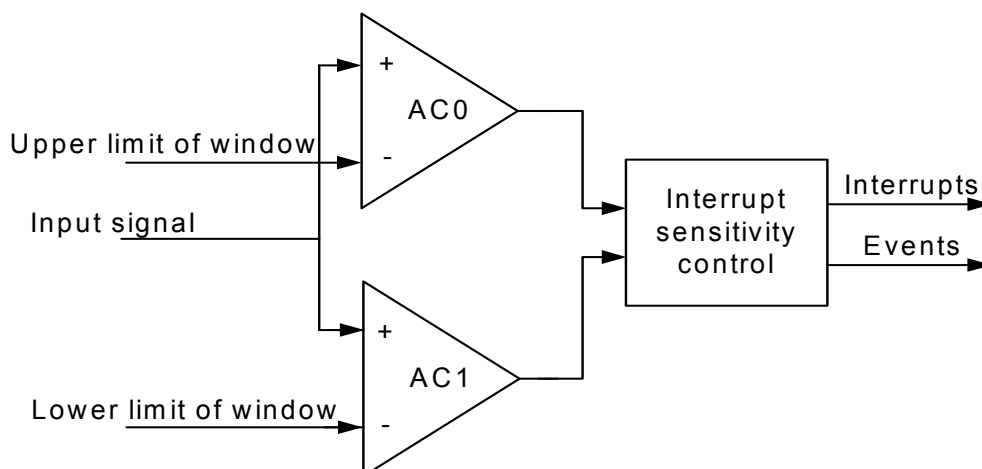 +
AC0
-
Upper limit of window
Input signal
Interrupt
sensitivity
control
Interrupts
Events
+
AC1
-
Lower limit of window